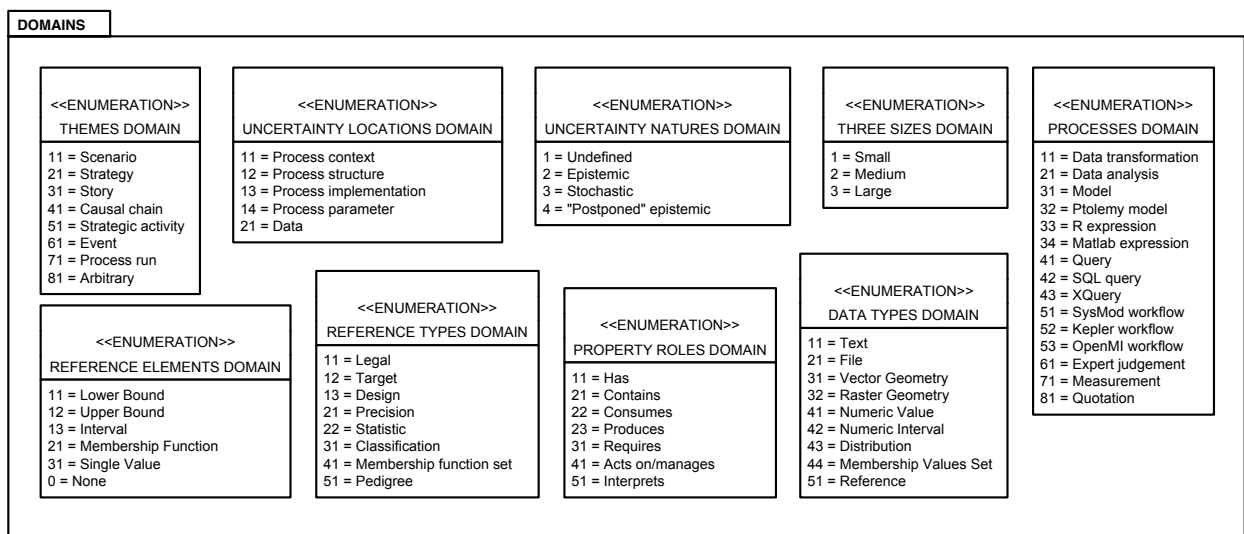 DOMAINS
<<ENUMERATION>>
THEMES DOMAIN
11 = Scenario
21 = Strategy
31 = Story
41 = Causal chain
51 = Strategic activity
61 = Event
71 = Process run
81 = Arbitrary
<<ENUMERATION>>
UNCERTAINTY LOCATIONS DOMAIN
11 = Process context
12 = Process structure
13 = Process implementation
14 = Process parameter
21 = Data
<<ENUMERATION>>
UNCERTAINTY NATURES DOMAIN
1 = Undefined
2 = Epistemic
3 = Stochastic
4 = "Postponed" epistemic
<<ENUMERATION>>
THREE SIZES DOMAIN
1 = Small
2 = Medium
3 = Large
<<ENUMERATION>>
PROCESSES DOMAIN
11 = Data transformation
21 = Data analysis
31 = Model
32 = Ptolemy model
33 = R expression
34 = Matlab expression
41 = Query
42 = SQL query
43 = XQuery
51 = SysMod workflow
52 = Kepler workflow
53 = OpenMI workflow
61 = Expert judgement
71 = Measurement
81 = Quotation
<<ENUMERATION>>
REFERENCE ELEMENTS DOMAIN
11 = Lower Bound
12 = Upper Bound
13 = Interval
21 = Membership Function
31 = Single Value
0 = None
<<ENUMERATION>>
REFERENCE TYPES DOMAIN
11 = Legal
12 = Target
13 = Design
21 = Precision
22 = Statistic
31 = Classification
41 = Membership function set
51 = Pedigree
<<ENUMERATION>>
PROPERTY ROLES DOMAIN
11 = Has
21 = Contains
22 = Consumes
23 = Produces
31 = Requires
41 = Acts on/manages
51 = Interprets
<<ENUMERATION>>
DATA TYPES DOMAIN
11 = Text
21 = File
31 = Vector Geometry
32 = Raster Geometry
41 = Numeric Value
42 = Numeric Interval
43 = Distribution
44 = Membership Values Set
51 = Reference